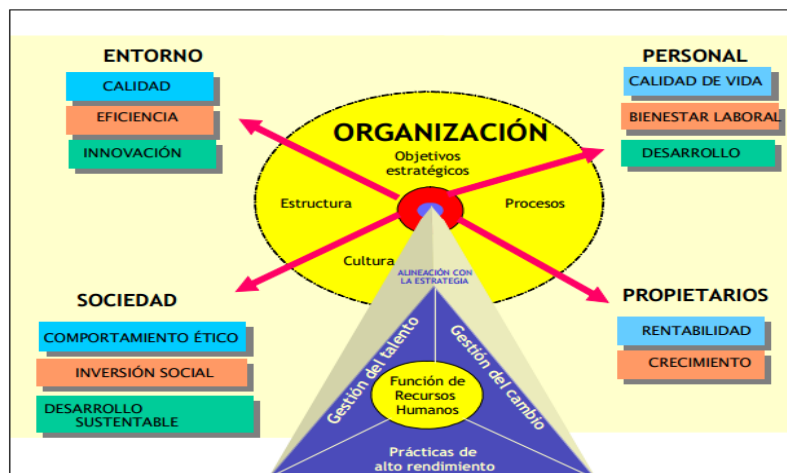 ENTORNO
CALIDAD
EFICIENCIA
INNOVACIÓN
PERSONAL
CALIDAD DE VIDA
BIENESTAR LABORAL
DESARROLLO
ORGANIZACIÓN
Objetivos
estratégicos
Estructura
Procesos
Cultura
ALINEACIÓN CON
LA ESTRATEGIA
SOCIEDAD
COMPORTAMIENTO ÉTICO
INVERSIÓN SOCIAL
DESARROLLO
SUSTENTABLE
PROPIETARIOS
RENTABILIDAD
CRECIMIENTO
Gestión del talento
Gestión del cambio
Función de
Recursos
Humanos
Prácticas de
alto rendimiento